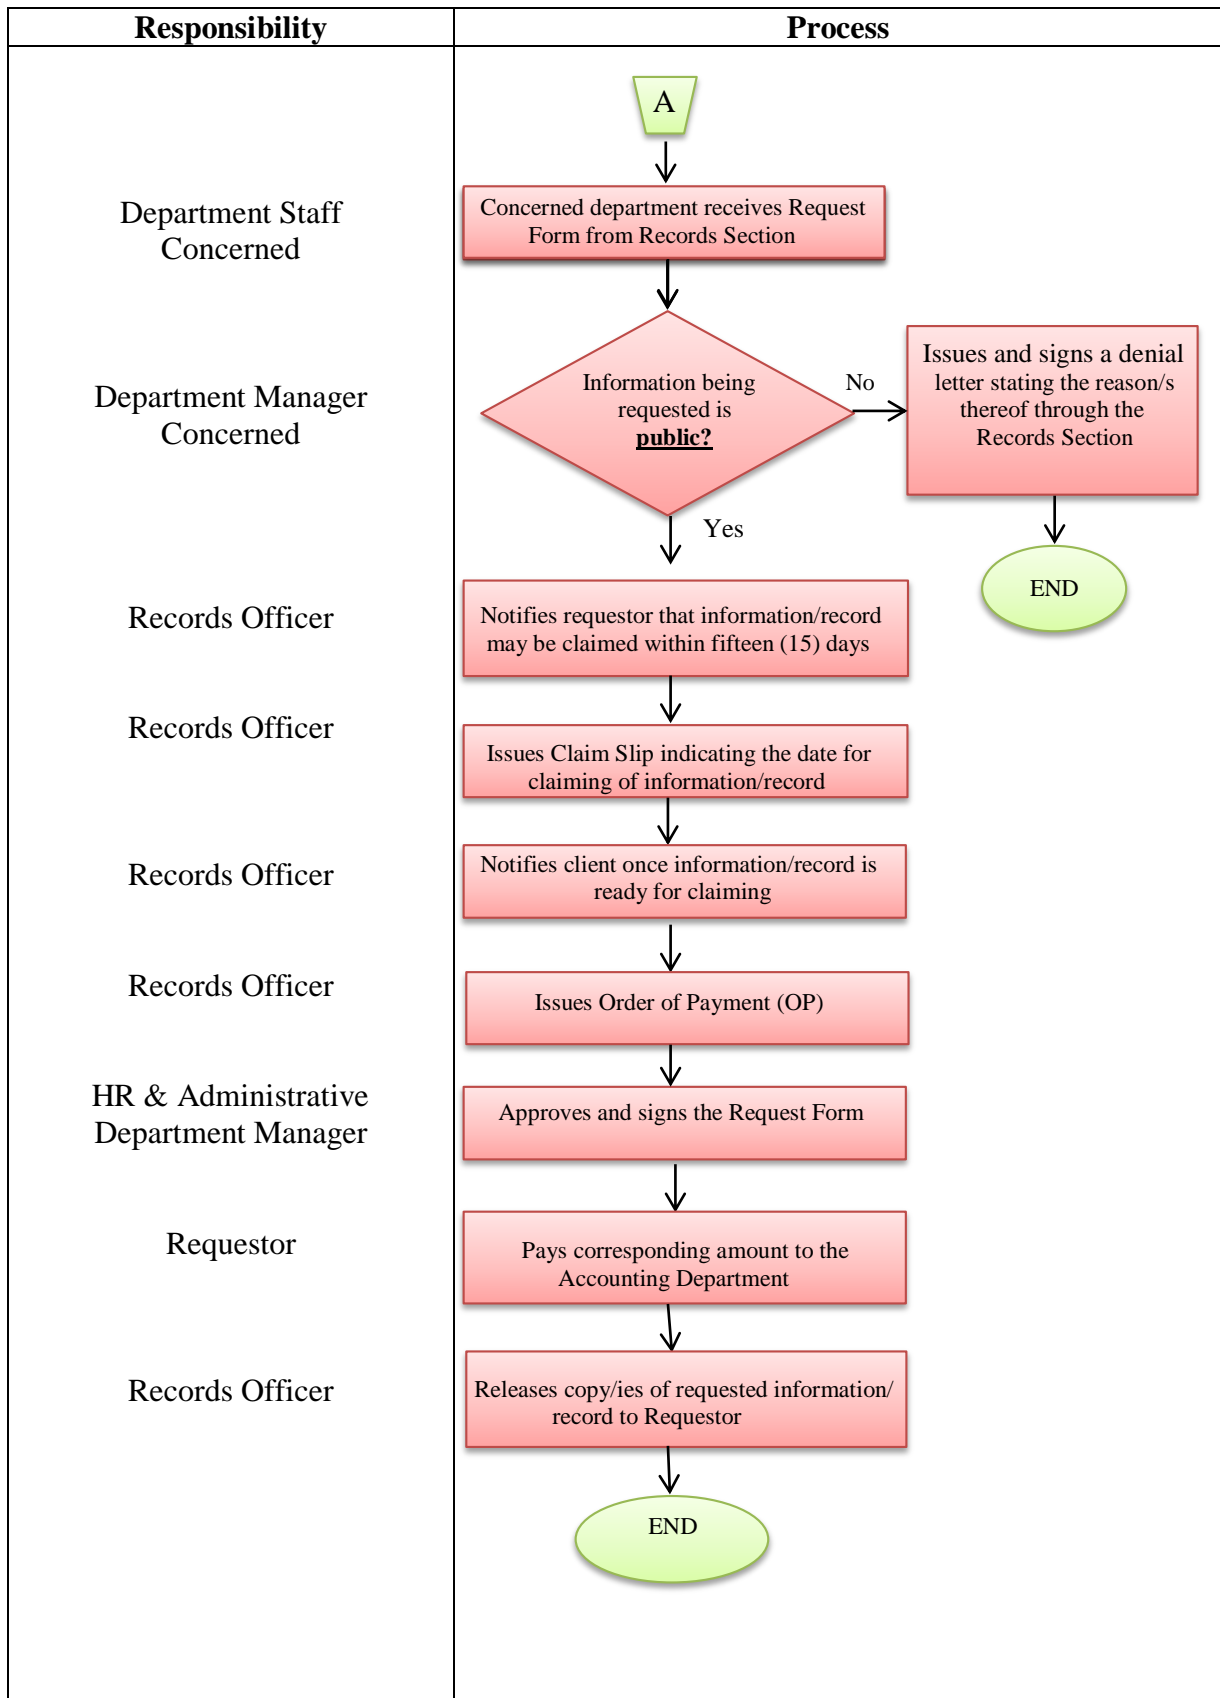 Responsibility
Process
A
Department Staff
Concerned
Concerned department receives Request
Form from Records Section
Department Manager
Concerned
Information being
requested is
public?
No
Issues and signs a denial
letter stating the reason/s
thereof through the
Records Section
Yes
END
Records Officer
Notifies requestor that information/record
may be claimed within fifteen (15) days
Records Officer
Issues Claim Slip indicating the date for
claiming of information/record
Records Officer
Notifies client once information/record is
ready for claiming
Records Officer
Issues Order of Payment (OP)
HR & Administrative
Department Manager
Approves and signs the Request Form
Requestor
Pays corresponding amount to the
Accounting Department
Records Officer
Releases copy/ies of requested information/
record to Requestor
END